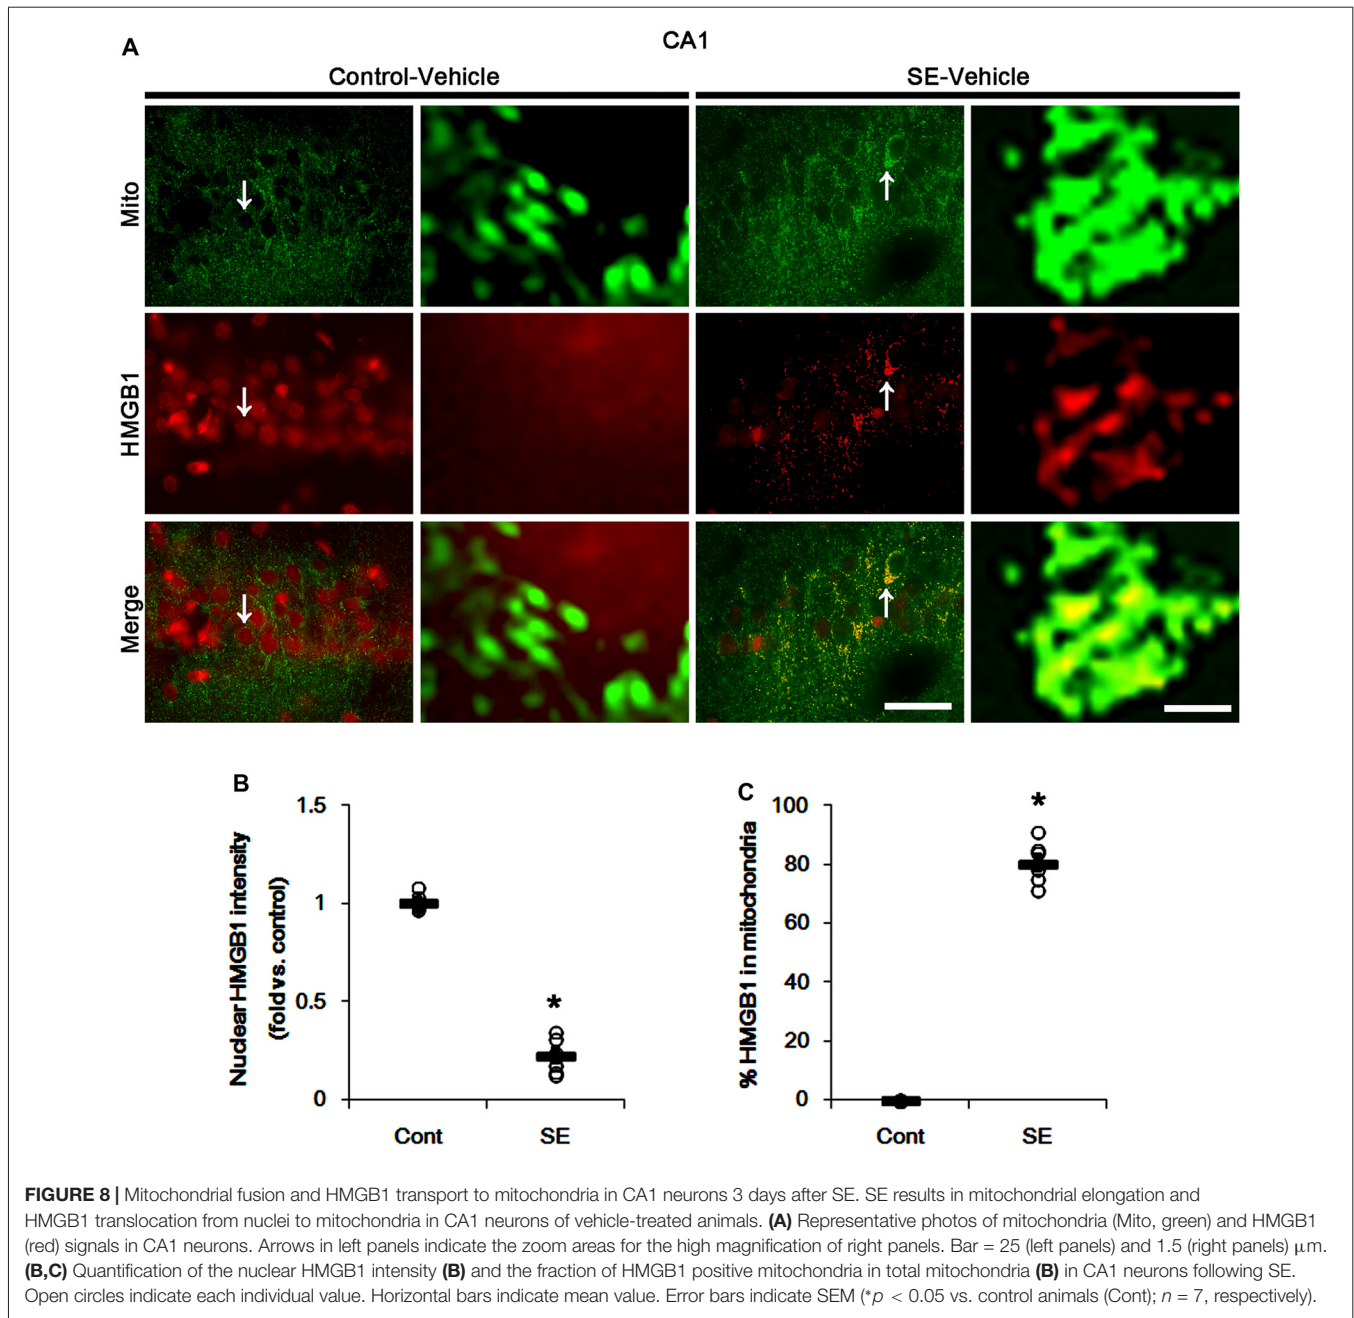 A
CA1
Control-Vehicle
SE-Vehicle
Mito
HMGB1
Merge
B
Nuclear HMGB1 intensity
(fold vs. control)
1.5
1
0.5
0
*
Cont
SE
C
% HMGB1 in mitochondria
100
80
60
40
20
0
*
Cont
SE
FIGURE 8 | Mitochondrial fusion and HMGB1 transport to mitochondria in CA1 neurons 3 days after SE. SE results in mitochondrial elongation and
HMGB1 translocation from nuclei to mitochondria in CA1 neurons of vehicle-treated animals. (A) Representative photos of mitochondria (Mito, green) and HMGB1
(red) signals in CA1 neurons. Arrows in left panels indicate the zoom areas for the high magnification of right panels. Bar = 25 (left panels) and 1.5 (right panels) μm.
(B,C) Quantification of the nuclear HMGB1 intensity (B) and the fraction of HMGB1 positive mitochondria in total mitochondria (B) in CA1 neurons following SE.
Open circles indicate each individual value. Horizontal bars indicate mean value. Error bars indicate SEM (*p < 0.05 vs. control animals (Cont); n = 7, respectively).